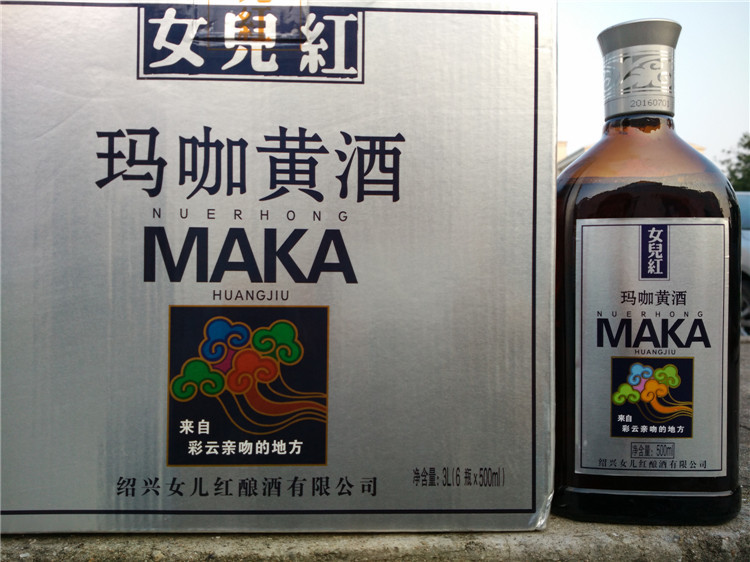 女兒紅
玛咖黄酒
NUERHONG
MAKA
HUANGJIU
来自
彩云亲吻的地方
净含量:3L(6 瓶×500ml)
绍兴女儿红酿酒有限公司
女兒紅
玛咖黄酒
NUERHONG
MAKA
HUANGJIU
来自
彩云亲吻的地方
净含量:500ml
绍兴女儿红酿酒有限公司